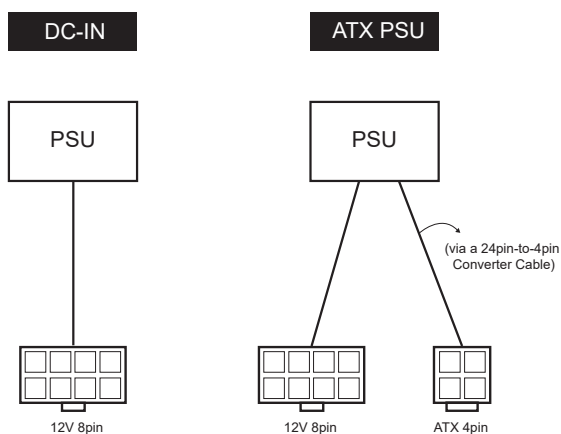 DC-IN
ATX PSU
PSU
PSU
(via a 24pin-to-4pin
Converter Cable)
12V 8pin
12V 8pin
ATX 4pin